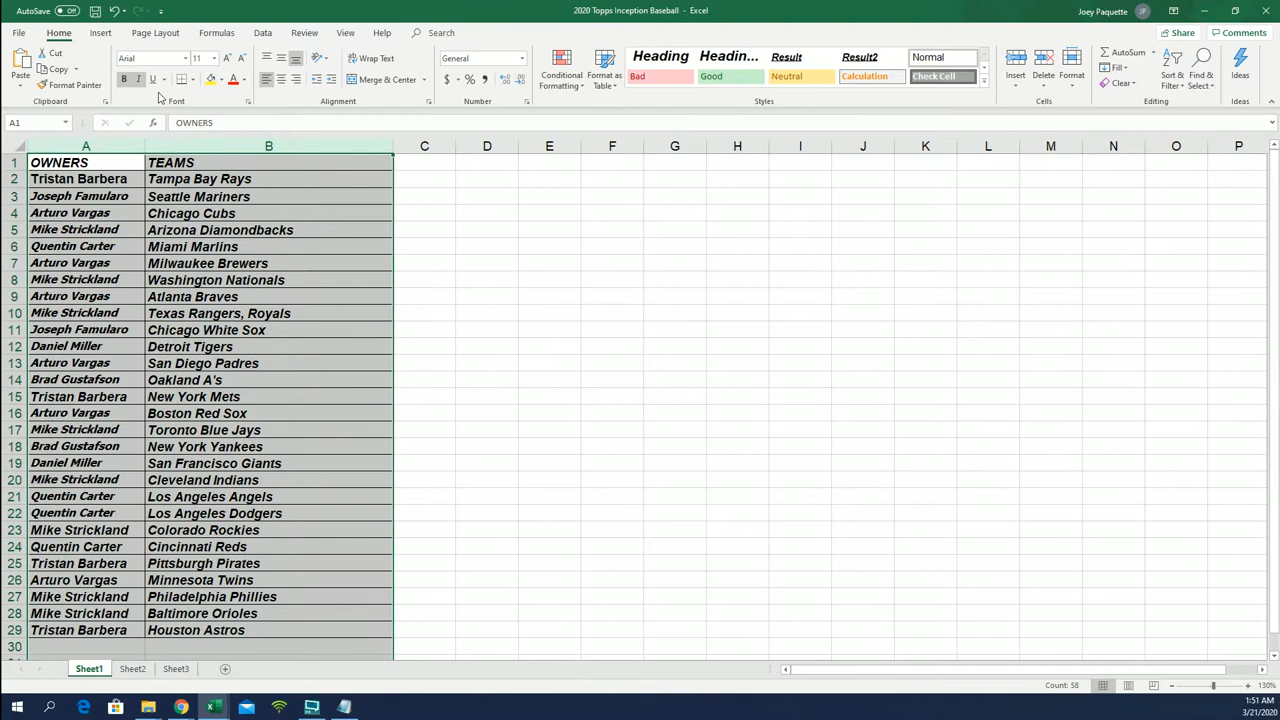 AutoSave Off 2020 Topps Inception Baseball - Excel Joey Paquette JF
File Home Insert Page Layout Formulas Data Review View Help Search Share Comments
Paste Cut Copy Format Painter Clipboard
Arial 11 B I U A Font
Wrap Text Merge & Center Alignment
General $ % Number
Conditional Formatting Format as Table
Heading Headin... Result Result2 Normal
Bad Good Neutral Calculation Check Cell
Styles
Insert Delete Format Cells
AutoSum Fill Clear Sort & Filter Find & Select Editing
Ideas Ideas
A1 fx OWNERS
A B C D E F G H I J K L M N O P
1 OWNERS TEAMS
2 Tristan Barbera Tampa Bay Rays
3 Joseph Famularo Seattle Mariners
4 Arturo Vargas Chicago Cubs
5 Mike Strickland Arizona Diamondbacks
6 Quentin Carter Miami Marlins
7 Arturo Vargas Milwaukee Brewers
8 Mike Strickland Washington Nationals
9 Arturo Vargas Atlanta Braves
10 Mike Strickland Texas Rangers, Royals
11 Joseph Famularo Chicago White Sox
12 Daniel Miller Detroit Tigers
13 Arturo Vargas San Diego Padres
14 Brad Gustafson Oakland A's
15 Tristan Barbera New York Mets
16 Arturo Vargas Boston Red Sox
17 Mike Strickland Toronto Blue Jays
18 Brad Gustafson New York Yankees
19 Daniel Miller San Francisco Giants
20 Mike Strickland Cleveland Indians
21 Quentin Carter Los Angeles Angels
22 Quentin Carter Los Angeles Dodgers
23 Mike Strickland Colorado Rockies
24 Quentin Carter Cincinnati Reds
25 Tristan Barbera Pittsburgh Pirates
26 Arturo Vargas Minnesota Twins
27 Mike Strickland Philadelphia Phillies
28 Mike Strickland Baltimore Orioles
29 Tristan Barbera Houston Astros
30
Sheet1 Sheet2 Sheet3
Count: 58 130%
1:51 AM
3/21/2020